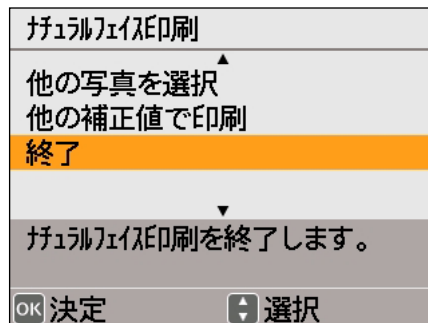 ﾅﾁｭﾗﾙﾌｪｲｽ印刷
他の写真を選択
他の補正値で印刷
終了
ﾅﾁｭﾗﾙﾌｪｲｽ印刷を終了します。
OK 決定 選択